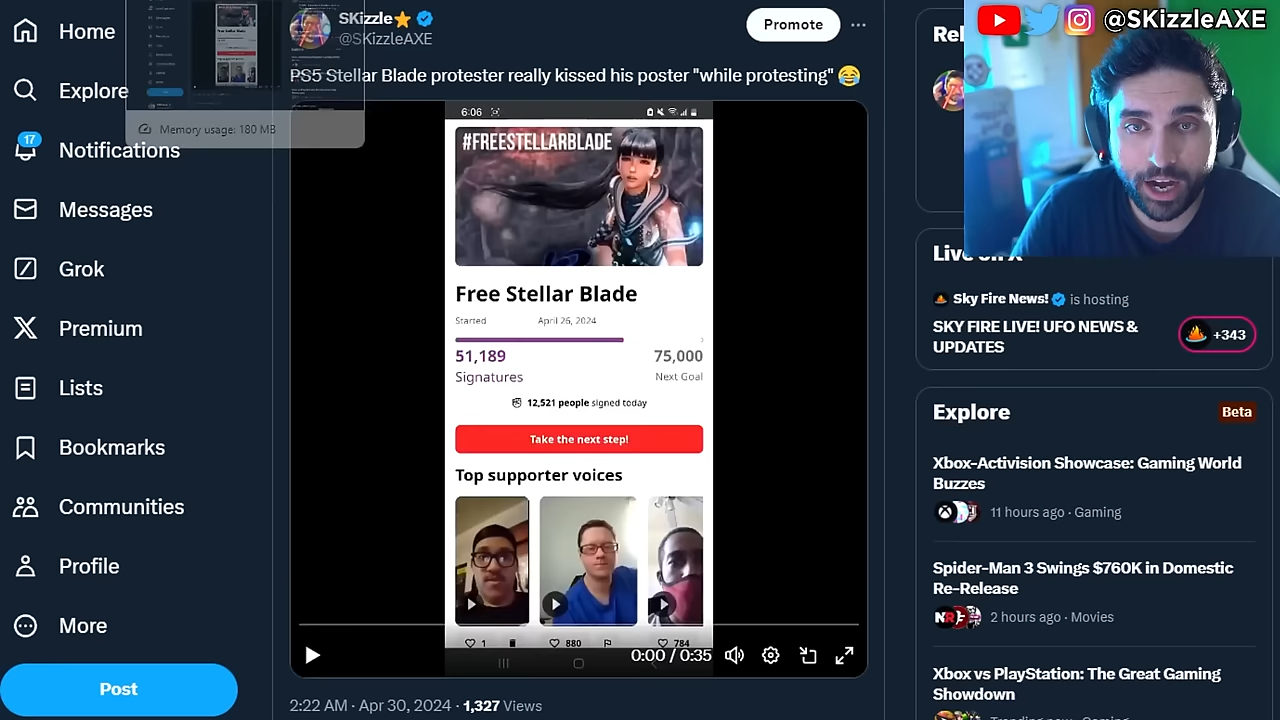 Home
Explore
Notifications
17
Messages
Grok
Premium
Lists
Bookmarks
Communities
Profile
More
Post
Memory usage: 180 MB
SKizzle
@SKizzleAXE
Promote
PS5 Stellar Blade protester really kissed his poster "while protesting" 😂
6:06
#FREESTELLARBLADE
Free Stellar Blade
Started April 26, 2024
51,189 75,000
Signatures Next Goal
12,521 people signed today
Take the next step!
Top supporter voices
1 880 784
0:00 / 0:35
2:22 AM · Apr 30, 2024 · 1,327 Views
@SKizzleAXE
Rel
Live on X
Sky Fire News! is hosting
SKY FIRE LIVE! UFO NEWS &
UPDATES
+343
Explore Beta
Xbox-Activision Showcase: Gaming World
Buzzes
11 hours ago · Gaming
Spider-Man 3 Swings $760K in Domestic
Re-Release
2 hours ago · Movies
Xbox vs PlayStation: The Great Gaming
Showdown
Trending now · Gaming